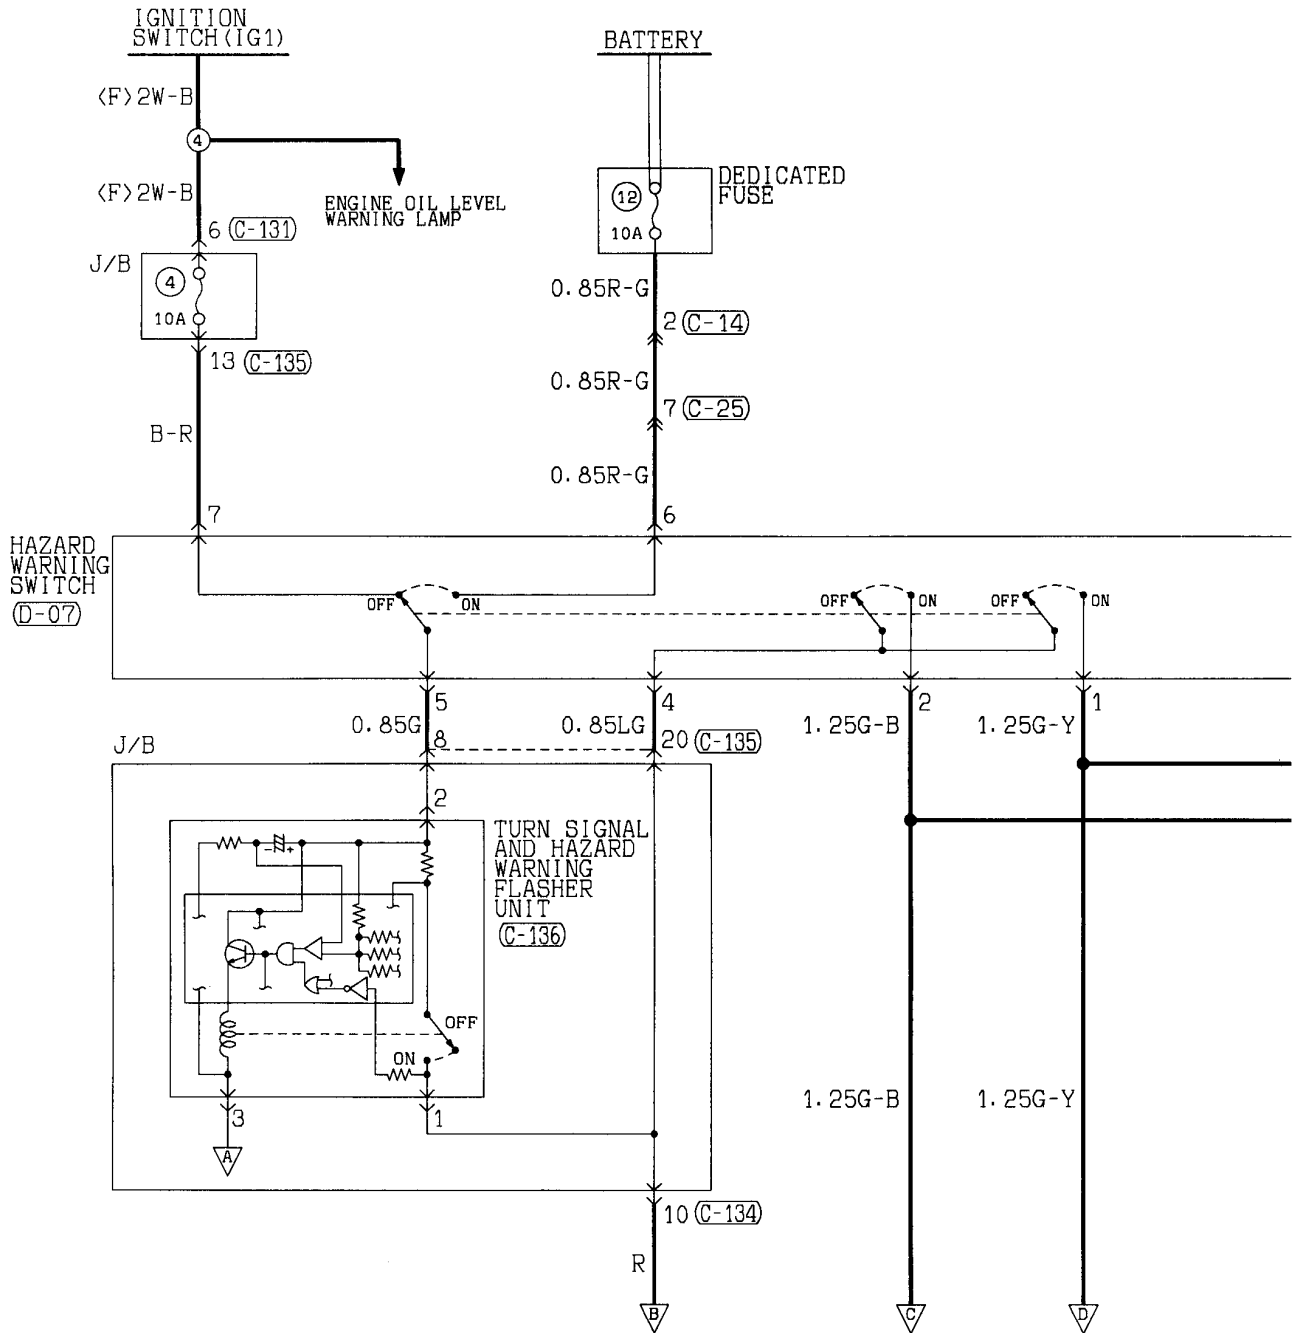 IGNITION
SWITCH(IG1)
BATTERY
<F>2W-B
4
<F>2W-B
ENGINE OIL LEVEL
WARNING LAMP
DEDICATED
FUSE
12
10A
6 C-131
J/B
4
10A
0.85R-G
2 C-14
13 C-135
0.85R-G
7 C-25
B-R
0.85R-G
7
6
HAZARD
WARNING
SWITCH
D-07
OFF
ON
OFF
ON
OFF
ON
5
4
2
1
0.85G
0.85LG
1.25G-B
1.25G-Y
J/B
8
20 C-135
2
- +
TURN SIGNAL
AND HAZARD
WARNING
FLASHER
UNIT
C-136
OFF
ON
3
1
1.25G-B
1.25G-Y
A
10 C-134
R
B
C
D